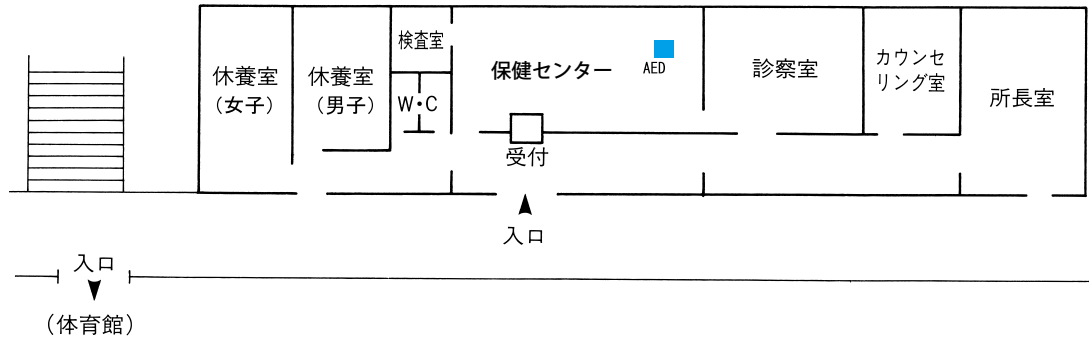 休養室
（女子）
休養室
（男子）
検査室
W・C
保健センター
AED
受付
診察室
カウンセ
リング室
所長室
入口
入口
（体育館）